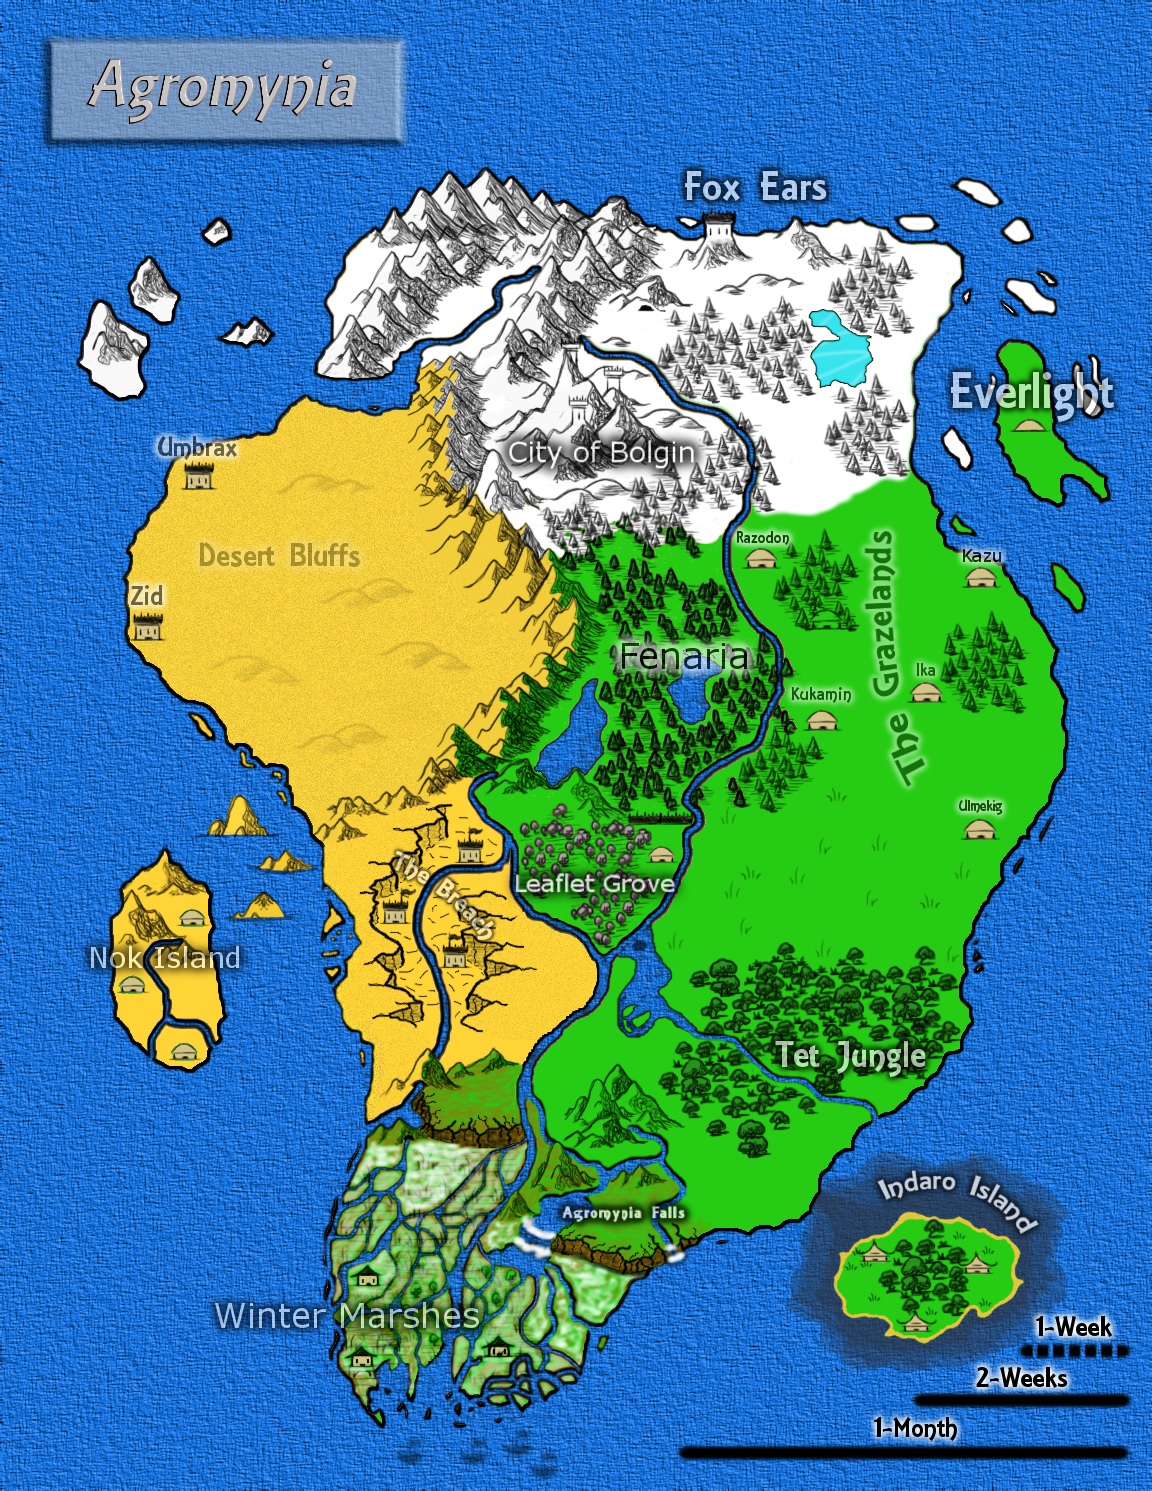 Agromynia
Fox Ears
Everlight
Umbrax
City of Bolgin
Desert Bluffs
Razodon
Kazu
Zid
Fenaria
The Grazelands
Ika
Kukamin
Ulmekig
The Breach
Leaflet Grove
Nok Island
Tet Jungle
Agromynia Falls
Indaro Island
Winter Marshes
1-Week
2-Weeks
1-Month